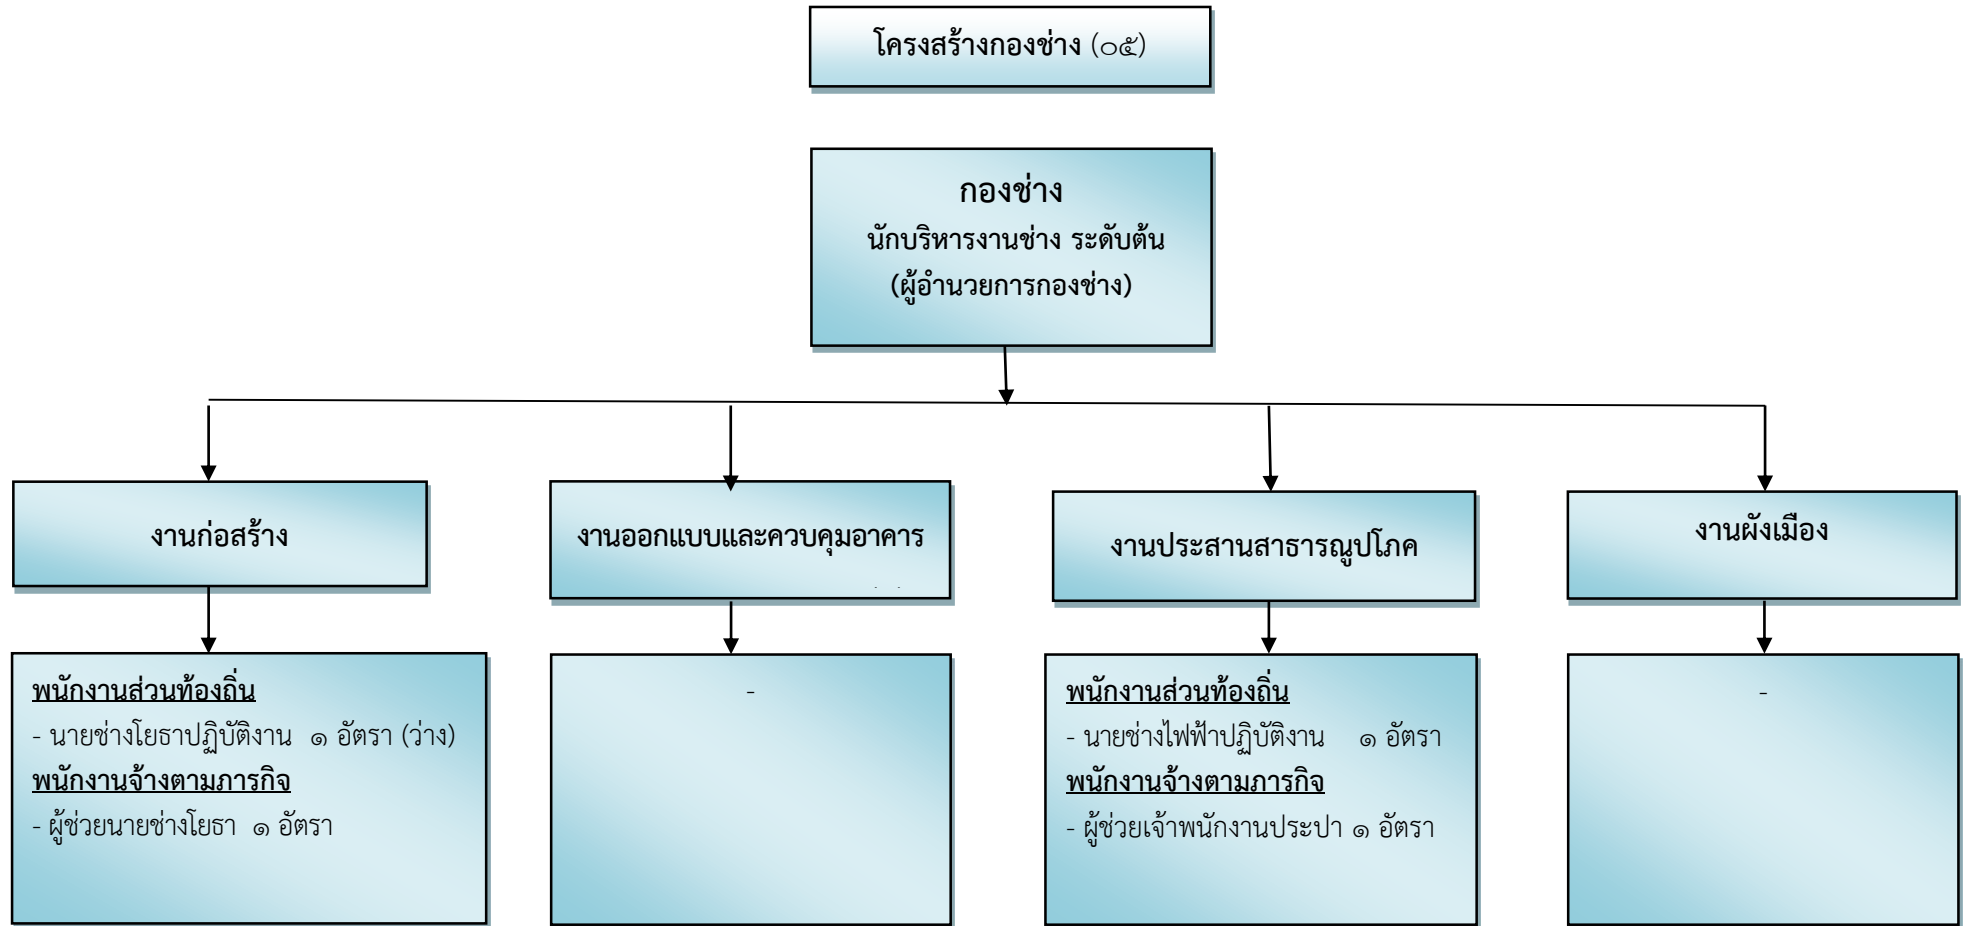 โครงสร้างกองช่าง (๐๕)
กองช่าง
นักบริหารงานช่าง ระดับต้น
(ผู้อำนวยการกองช่าง)
งานก่อสร้าง
งานออกแบบและควบคุมอาคาร
งานประสานสาธารณูปโภค
งานผังเมือง
พนักงานส่วนท้องถิ่น
- นายช่างโยธาปฏิบัติงาน ๑ อัตรา (ว่าง)
พนักงานจ้างตามภารกิจ
- ผู้ช่วยนายช่างโยธา ๑ อัตรา
-
พนักงานส่วนท้องถิ่น
- นายช่างไฟฟ้าปฏิบัติงาน ๑ อัตรา
พนักงานจ้างตามภารกิจ
- ผู้ช่วยเจ้าพนักงานประปา ๑ อัตรา
-